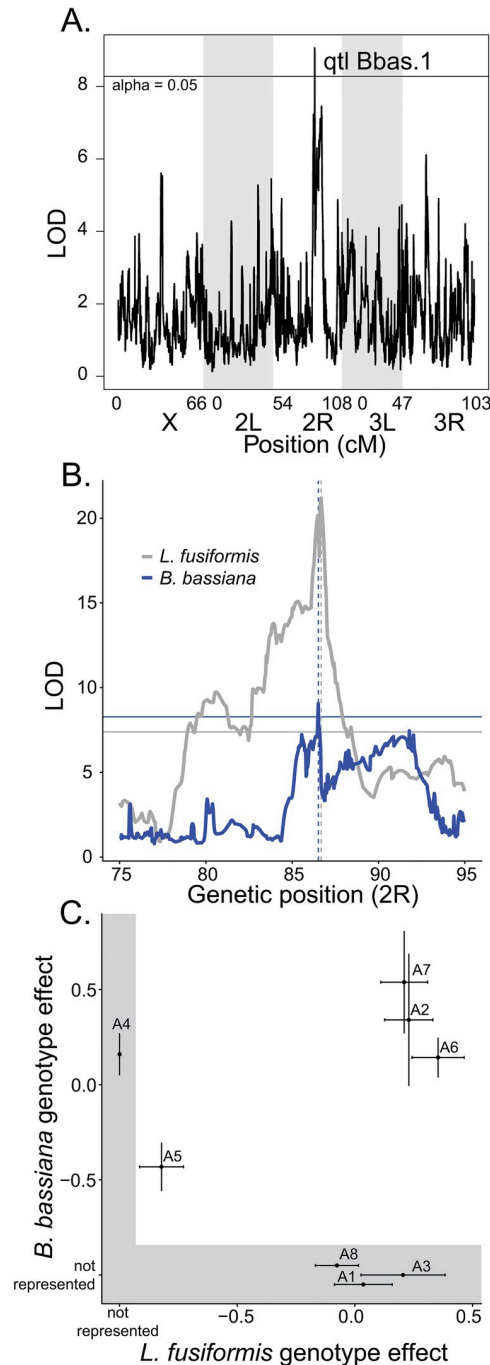 A.
qtl Bbas.1
alpha = 0.05
8
6
4
2
0
LOD
0 66 0 54 108 0 47 103
X 2L 2R 3L 3R
Position (cM)
B.
20
15
10
5
0
LOD
L. fusiformis
B. bassiana
75 80 85 90 95
Genetic position (2R)
C.
A7
A2
A6
A4
A5
A8
A3
A1
0.5
0.0
−0.5
not
represented
B. bassiana genotype effect
not
represented
−0.5 0.0 0.5
L. fusiformis genotype effect